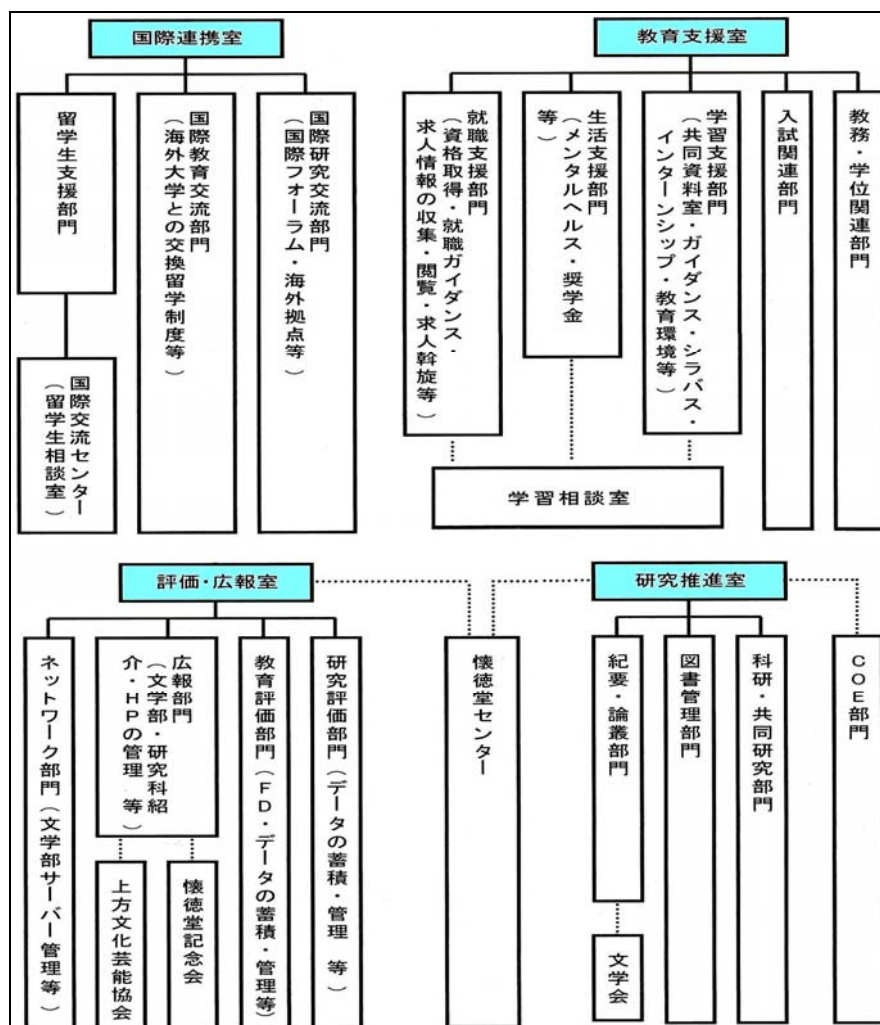 国際連携室
留学生支援部門
国際交流センター
（留学生相談室）
国際教育交流部門
（海外大学との交換留学制度等）
国際研究交流部門
（国際フォーラム・海外拠点等）
教育支援室
就職支援部門
（資格取得・就職ガイダンス・
求人情報の収集・閲覧・求人斡旋等）
生活支援部門
（メンタルヘルス・奨学金
等）
学習支援部門
（共同資料室・ガイダンス・シラバス・
インターンシップ・教育環境等）
入試関連部門
教務・学位関連部門
学習相談室
評価・広報室
ネットワーク部門（文学部サーバー管理等）
広報部門
（文学部・研究科紹
介・ＨＰの管理 等）
上方文化芸能協会
懐徳堂記念会
教育評価部門（ＦＤ・データの蓄積・管理等）
研究評価部門（データの蓄積・管理 等）
懐徳堂センター
研究推進室
紀要・論叢部門
文学会
図書管理部門
科研・共同研究部門
ＣＯＥ部門